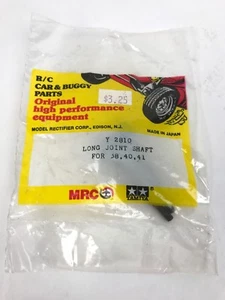 R/C
CAR & BUGGY
PARTS
Original
high performance
equipment
$3.25
MODEL RECTIFIER CORP., EDISON, N.J.
MADE IN JAPAN
Y 2810
LONG JOINT SHAFT
FOR 38,40,41
MRC
TAMIYA